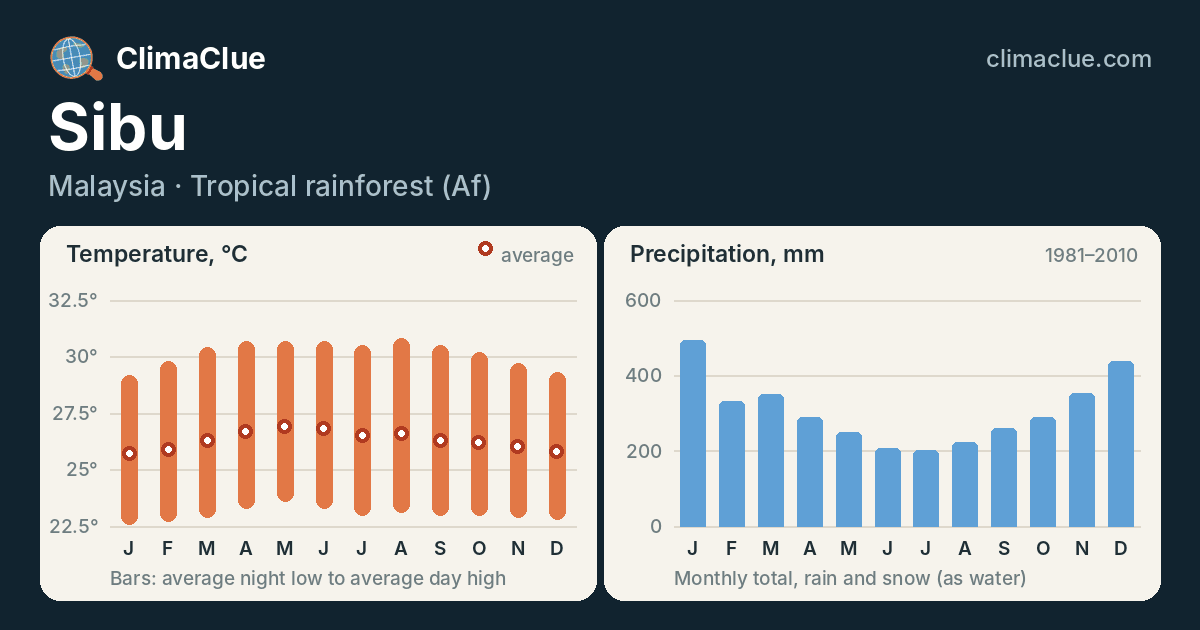 ClimaClue
climaclue.com
Sibu
Malaysia · Tropical rainforest (Af)
Temperature, °C
average
32.5°
30°
27.5°
25°
22.5°
J F M A M J J A S O N D
Bars: average night low to average day high
Precipitation, mm
1981–2010
600
400
200
0
J F M A M J J A S O N D
Monthly total, rain and snow (as water)